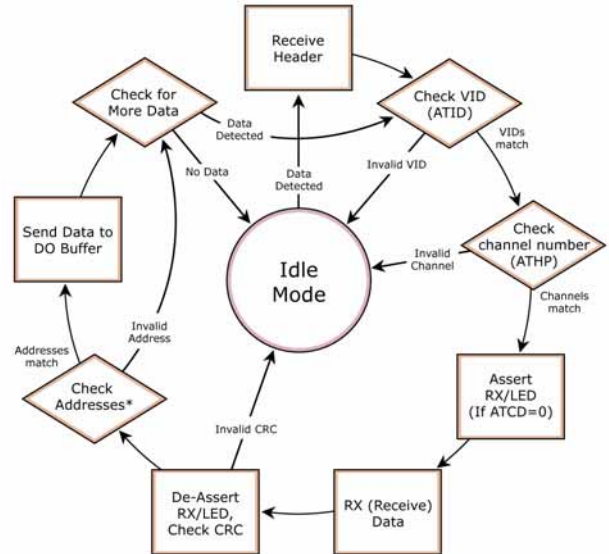 Receive
Header
Check for
More Data
Check VID
(ATID)
Data
Detected
VIDs
match
No Data
Data
Detected
Invalid VID
Send Data to
DO Buffer
Check
channel number
(ATHP)
Idle
Mode
Invalid
Channel
Channels
match
Invalid
Address
Addresses
match
Check
Addresses*
Assert
RX/LED
(If ATCD=0)
Invalid CRC
De-Assert
RX/LED,
Check CRC
RX (Receive)
Data